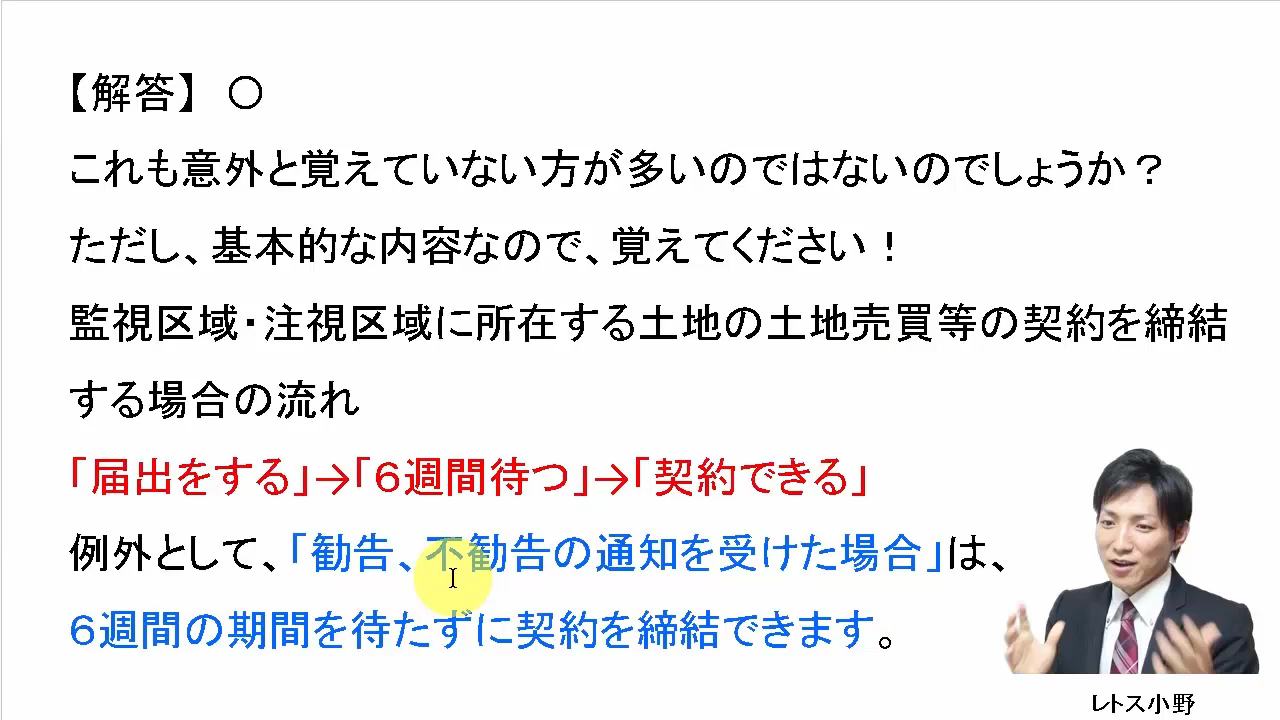 【解答】 ○
これも意外と覚えていない方が多いのではないのでしょうか？
ただし、基本的な内容なので、覚えてください！
監視区域・注視区域に所在する土地の土地売買等の契約を締結
する場合の流れ
「届出をする」→「６週間待つ」→「契約できる」
例外として、「勧告、不勧告の通知を受けた場合」は、
６週間の期間を待たずに契約を締結できます。
レトス小野